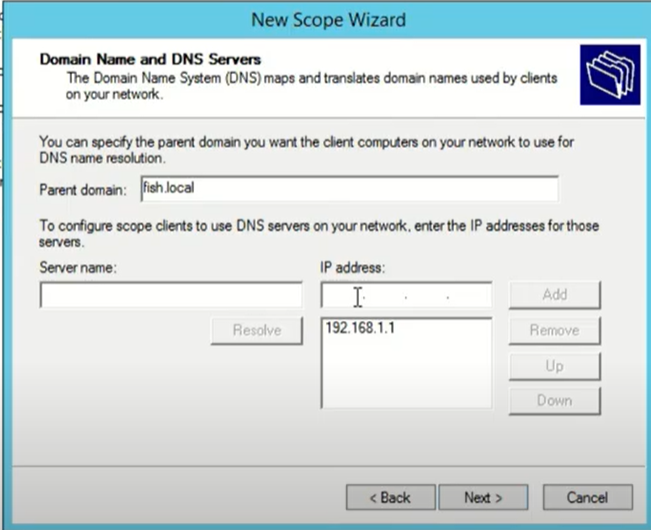 New Scope Wizard
Domain Name and DNS Servers
The Domain Name System (DNS) maps and translates domain names used by clients
on your network.
You can specify the parent domain you want the client computers on your network to use for
DNS name resolution.
Parent domain: fish.local
To configure scope clients to use DNS servers on your network, enter the IP addresses for those
servers.
Server name: IP address:
. . . Add
Resolve 192.168.1.1 Remove
Up
Down
< Back Next > Cancel